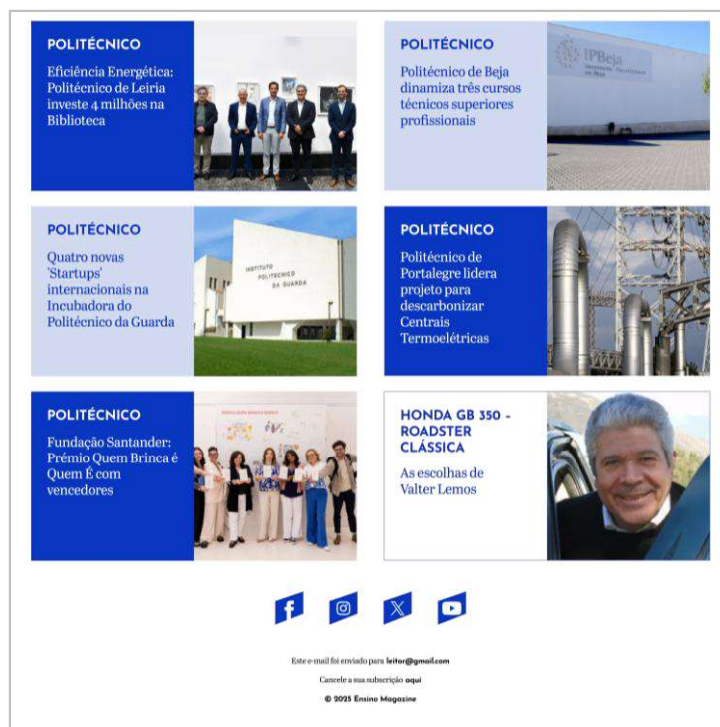 POLITÉCNICO
Eficiência Energética:
Politécnico de Leiria
investe 4 milhões na
Biblioteca
POLITÉCNICO
Politécnico de Beja
dinamiza três cursos
técnicos superiores
profissionais
IPBeja
POLITÉCNICO
Quatro novas
'Startups'
internacionais na
Incubadora do
Politécnico da Guarda
INSTITUTO
POLITECNICO
DA GUARDA
POLITÉCNICO
Politécnico de
Portalegre lidera
projeto para
descarbonizar
Centrais
Termoelétricas
POLITÉCNICO
Fundação Santander:
Prémio Quem Brinca é
Quem É com
vencedores
HONDA GB 350 –
ROADSTER
CLÁSSICA
As escolhas de
Valter Lemos
Este e-mail foi enviado para leitor@gmail.com
Cancele a sua subscrição aqui
© 2025 Ensino Magazine